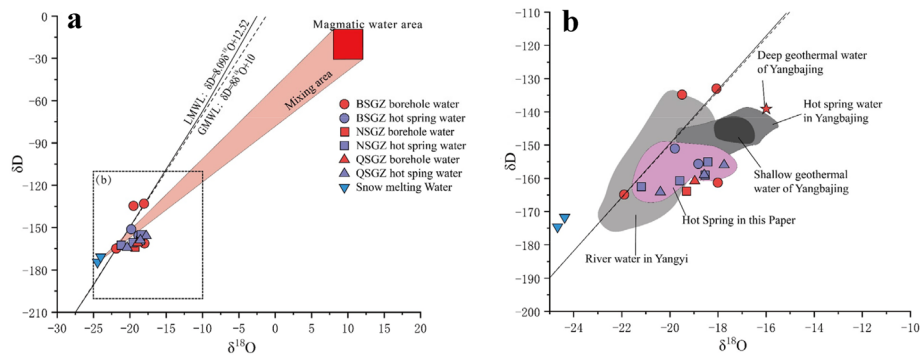 a
0
-30
-60
-90
-120
-150
-180
-210
-30
-25
-20
-15
-10
-5
0
5
10
15
20
δD
δ¹⁸O
Magmatic water area
LMWL: δD=8.09δ¹⁸O+12.52
GMWL: δD=8δ¹⁸O+10
Mixing area
(b)
BSGZ borehole water
BSGZ hot spring water
NSGZ borehole water
NSGZ hot spring water
QSGZ borehole water
QSGZ hot sping water
Snow melting Water
b
-110
-120
-130
-140
-150
-160
-170
-180
-190
-200
-24
-22
-20
-18
-16
-14
-12
-10
δD
δ¹⁸O
Deep geothermal water
of Yangbajing
Hot spring water
in Yangbajing
Shallow geothermal
water of Yangbajing
Hot Spring in this Paper
River water in Yangyi